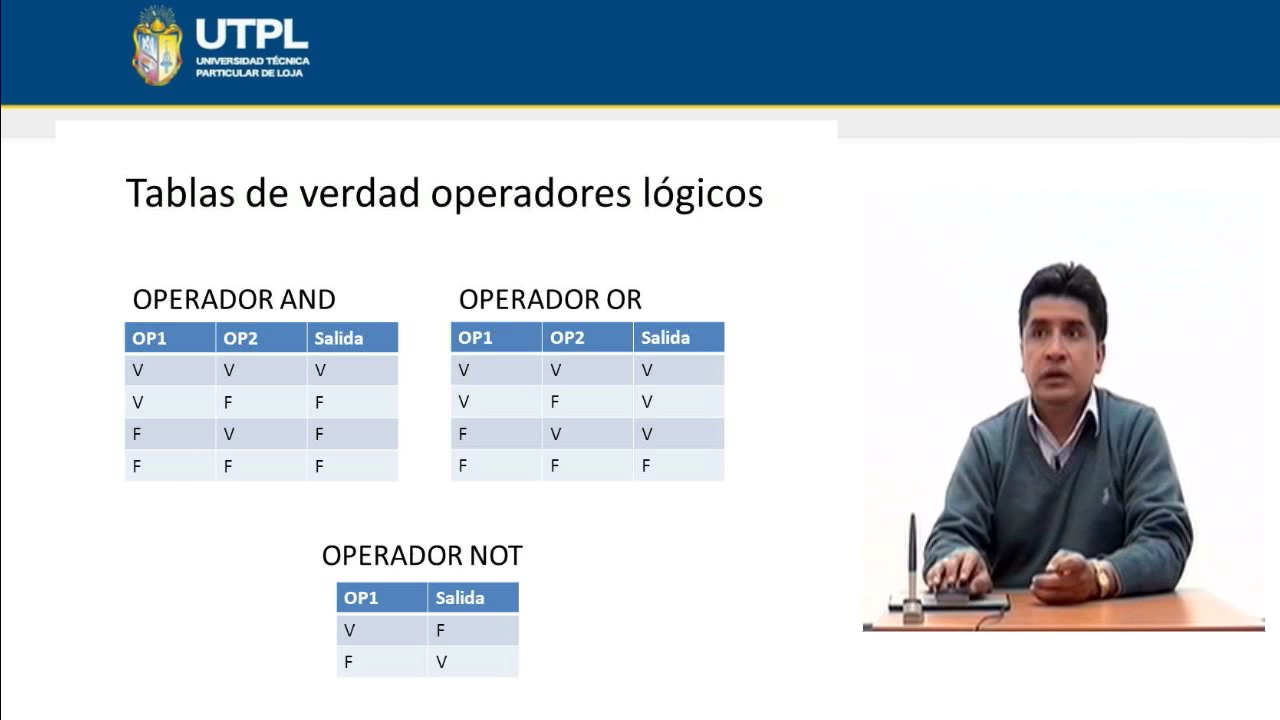 UTPL
UNIVERSIDAD TÉCNICA
PARTICULAR DE LOJA
Tablas de verdad operadores lógicos
OPERADOR AND
OP1 OP2 Salida
V V V
V F F
F V F
F F F
OPERADOR OR
OP1 OP2 Salida
V V V
V F V
F V V
F F F
OPERADOR NOT
OP1 Salida
V F
F V